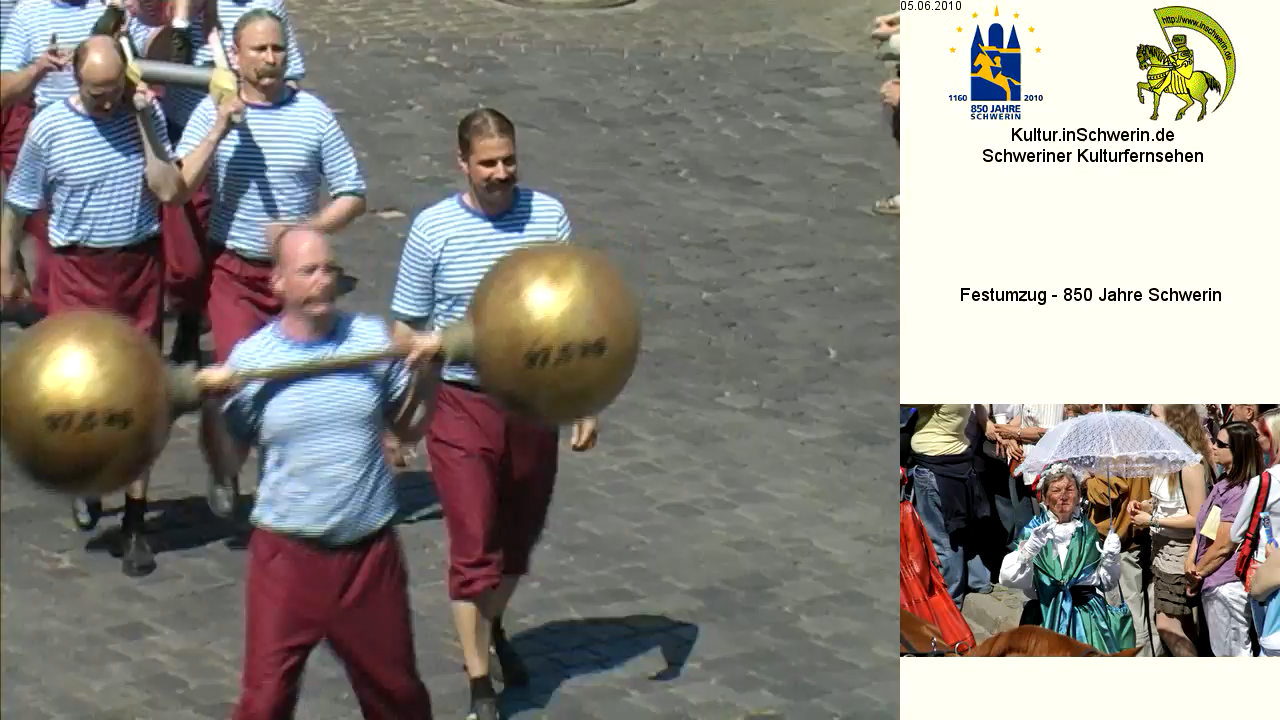 05.06.2010
http://www.inschwerin.de
1160 2010
850 JAHRE
SCHWERIN
Kultur.inSchwerin.de
Schweriner Kulturfernsehen
Festumzug - 850 Jahre Schwerin